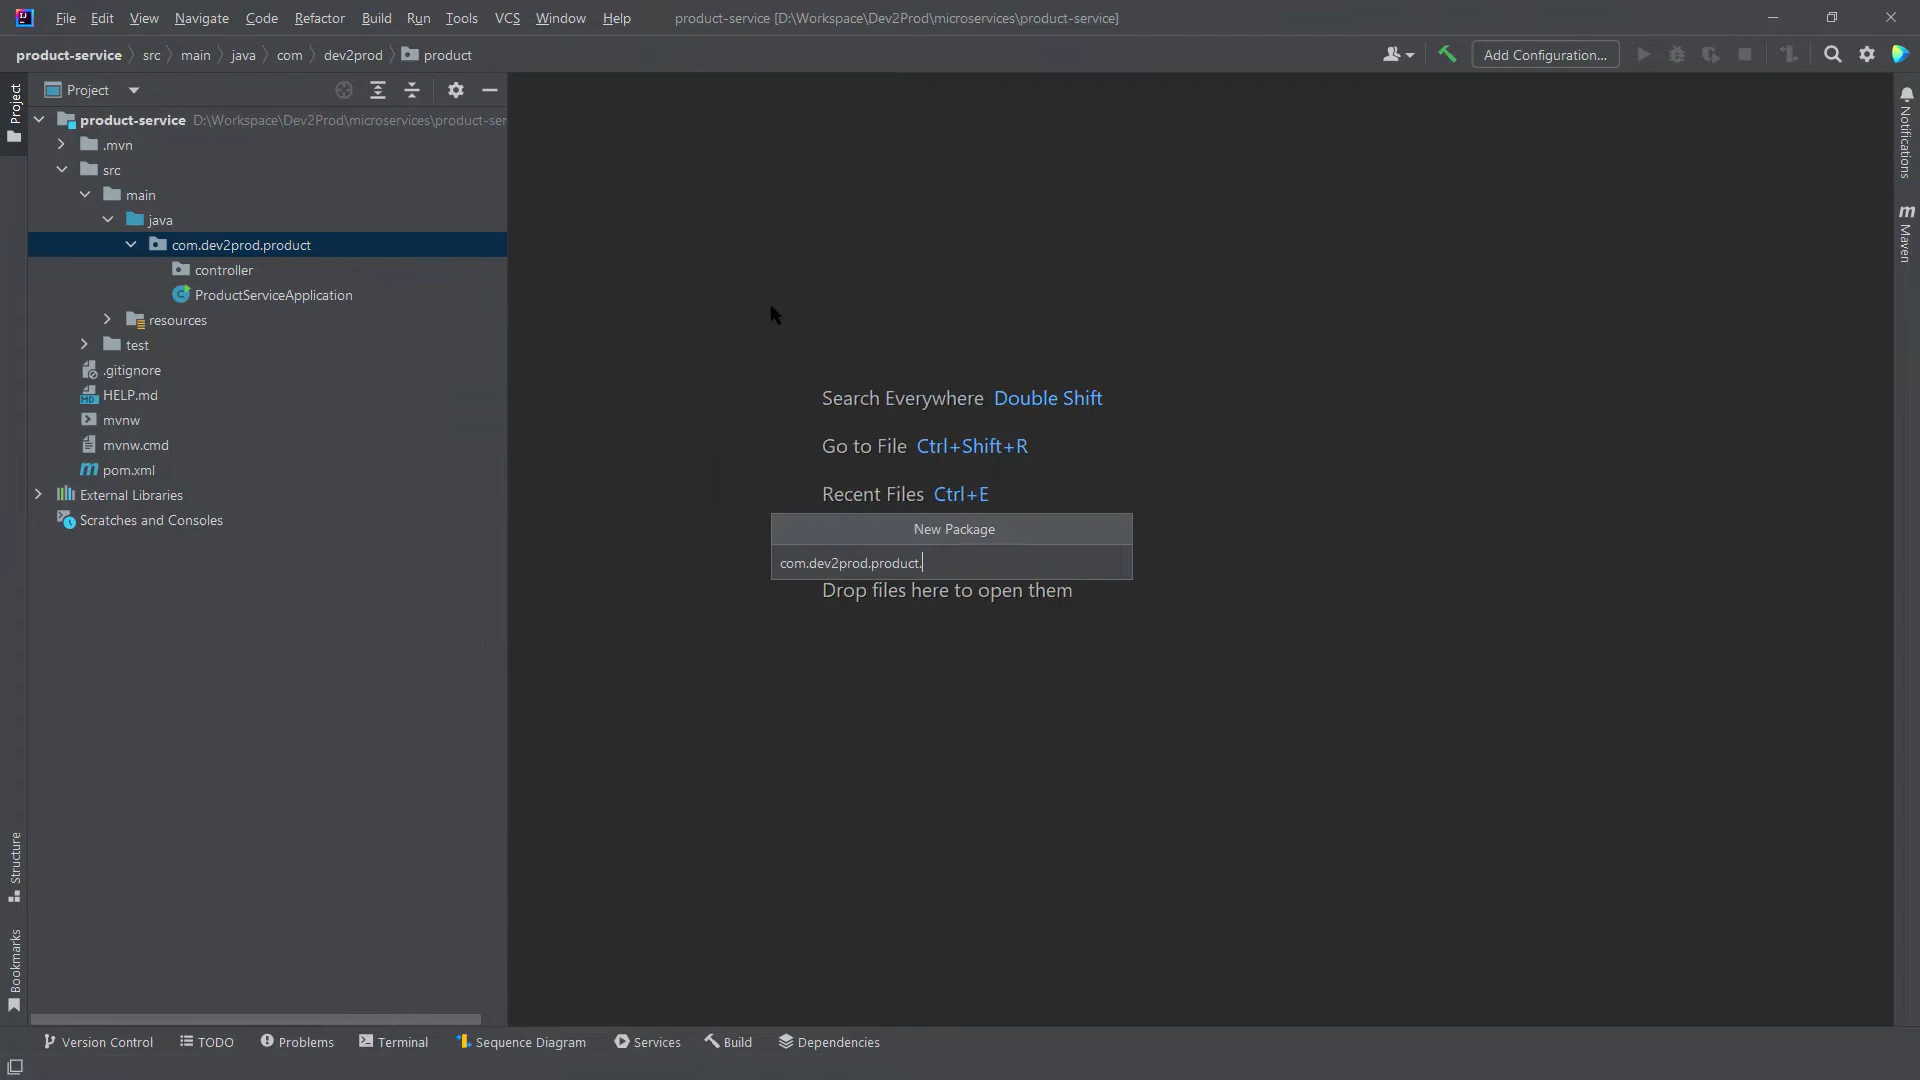 File Edit View Navigate Code Refactor Build Run Tools VCS Window Help product-service [D:\Workspace\Dev2Prod\microservices\product-service]
product-service src main java com dev2prod product Add Configuration...
Project
Project
product-service D:\Workspace\Dev2Prod\microservices\product-ser
.mvn
src
main
java
com.dev2prod.product
controller
ProductServiceApplication
resources
test
.gitignore
HELP.md
mvnw
mvnw.cmd
pom.xml
External Libraries
Scratches and Consoles
Search Everywhere Double Shift
Go to File Ctrl+Shift+R
Recent Files Ctrl+E
New Package
com.dev2prod.product.
Drop files here to open them
Notifications
Maven
Structure
Bookmarks
Version Control TODO Problems Terminal Sequence Diagram Services Build Dependencies